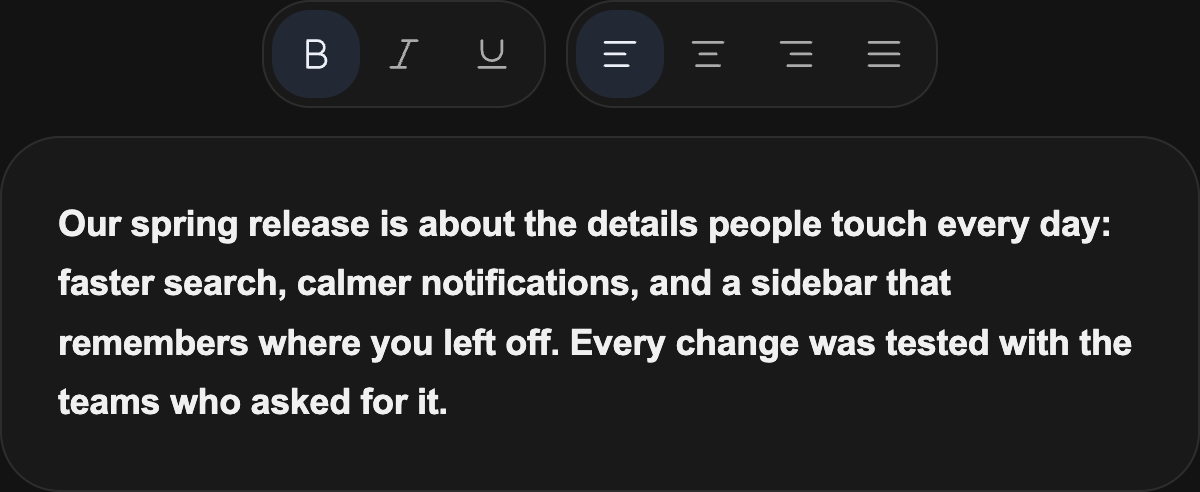 B I U
Our spring release is about the details people touch every day:
faster search, calmer notifications, and a sidebar that
remembers where you left off. Every change was tested with the
teams who asked for it.